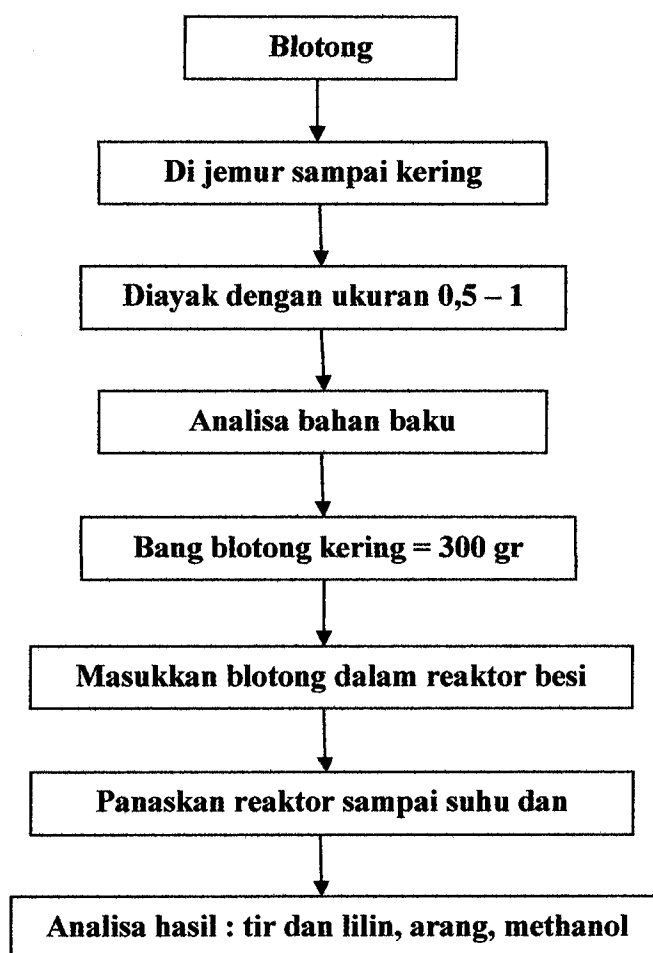 Blotong
Di jemur sampai kering
Diayak dengan ukuran 0,5 – 1
Analisa bahan baku
Bang blotong kering = 300 gr
Masukkan blotong dalam reaktor besi
Panaskan reaktor sampai suhu dan
Analisa hasil : tir dan lilin, arang, methanol